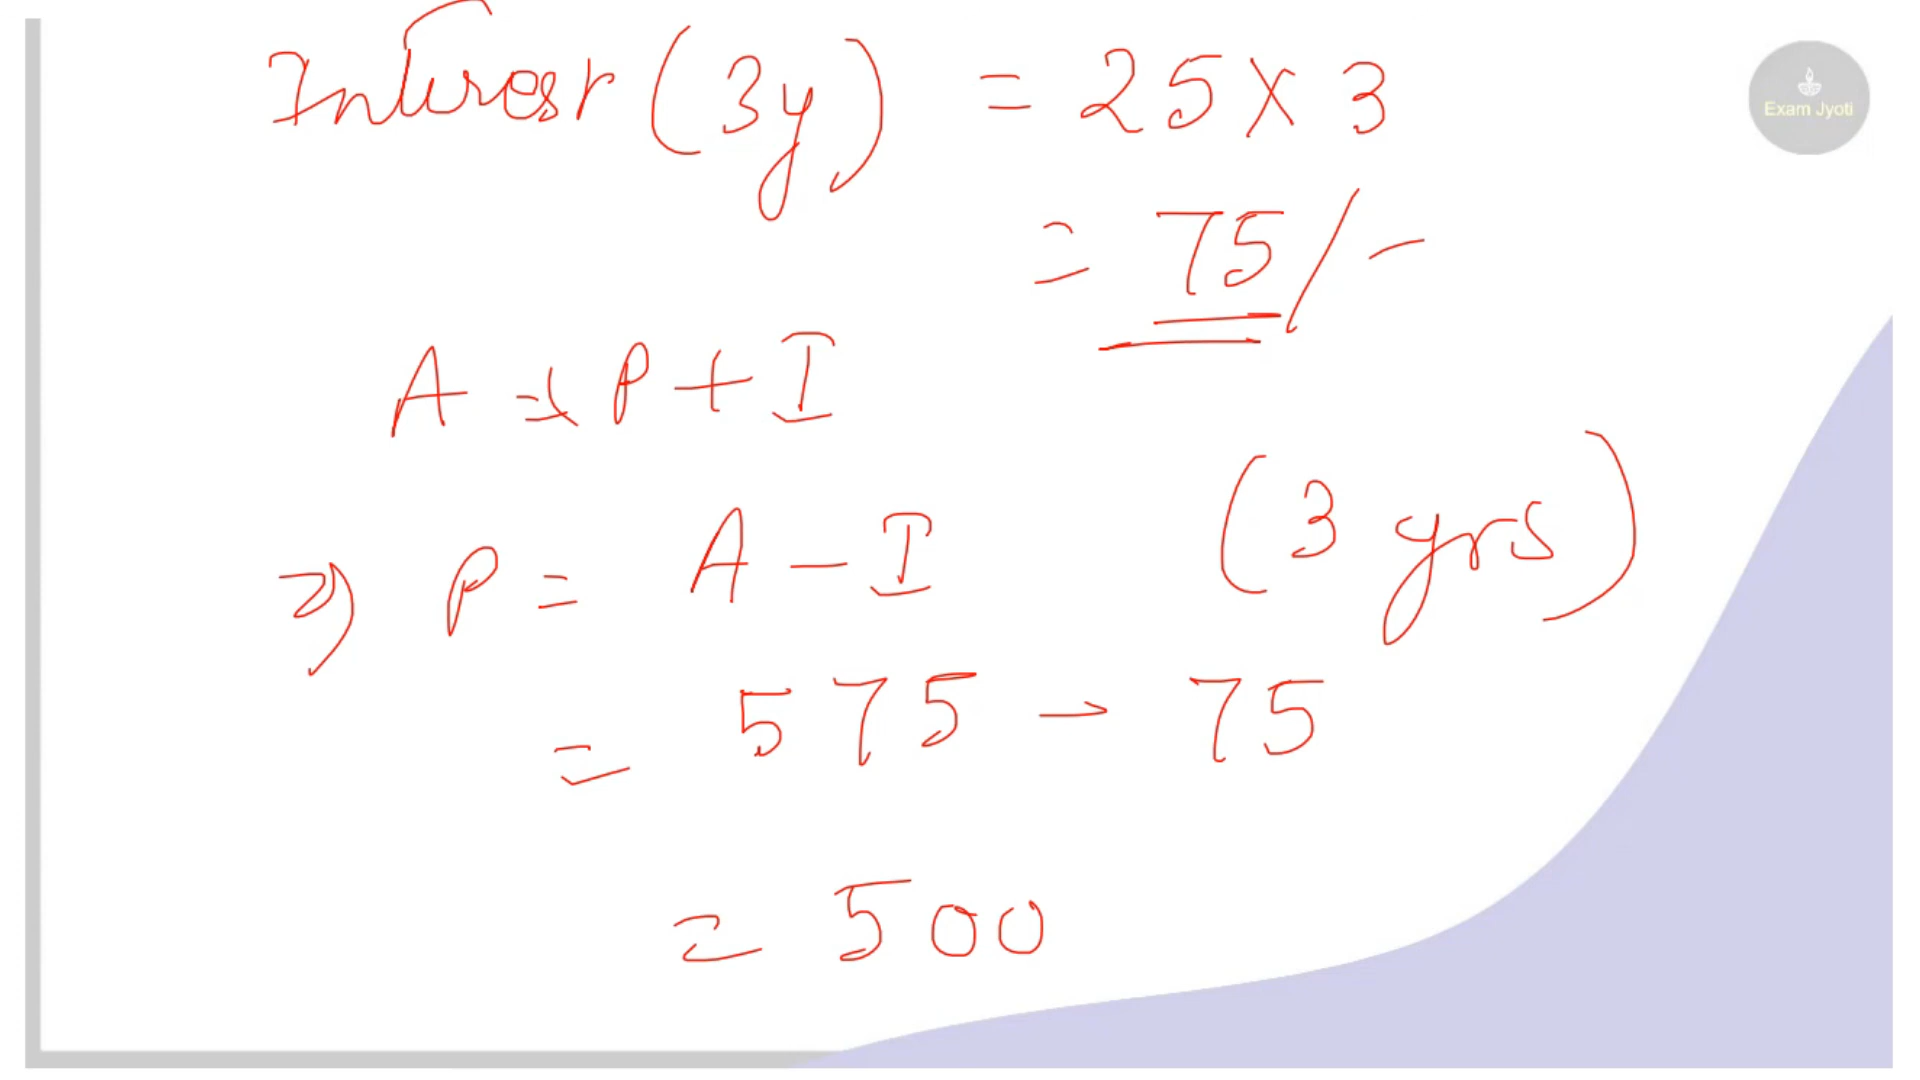 Interest (3y) = 25 X 3
Exam Jyoti
= 75/-
A = P + I
⇒ P = A - I (3 yrs)
= 575 - 75
= 500